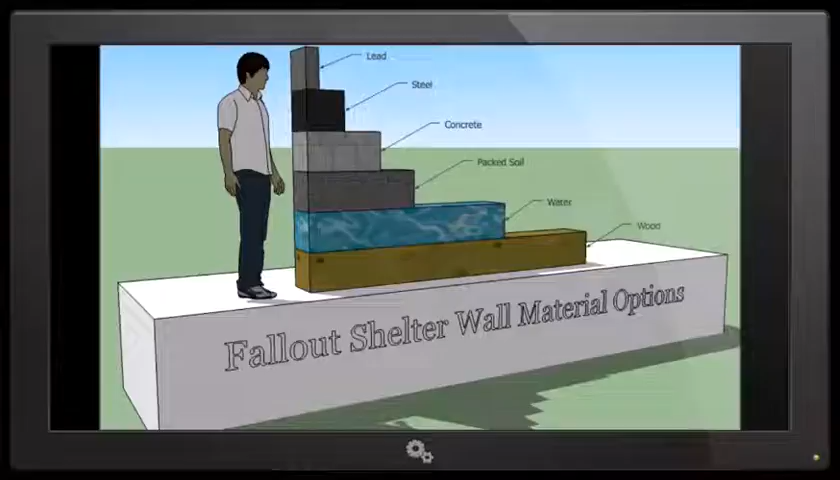 Lead
Steel
Concrete
Packed Soil
Water
Wood
Fallout Shelter Wall Material Options